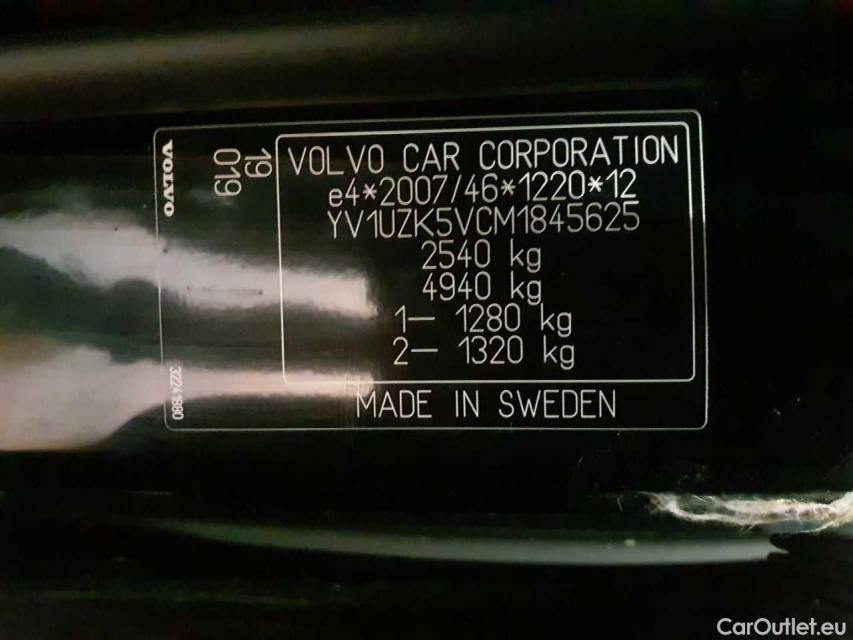 VOLVO
019
19
VOLVO CAR CORPORATION
e4*2007/46*1220*12
YV1UZK5VCM1845625
2540 kg
4940 kg
1— 1280 kg
2— 1320 kg
MADE IN SWEDEN
CarOutlet.eu